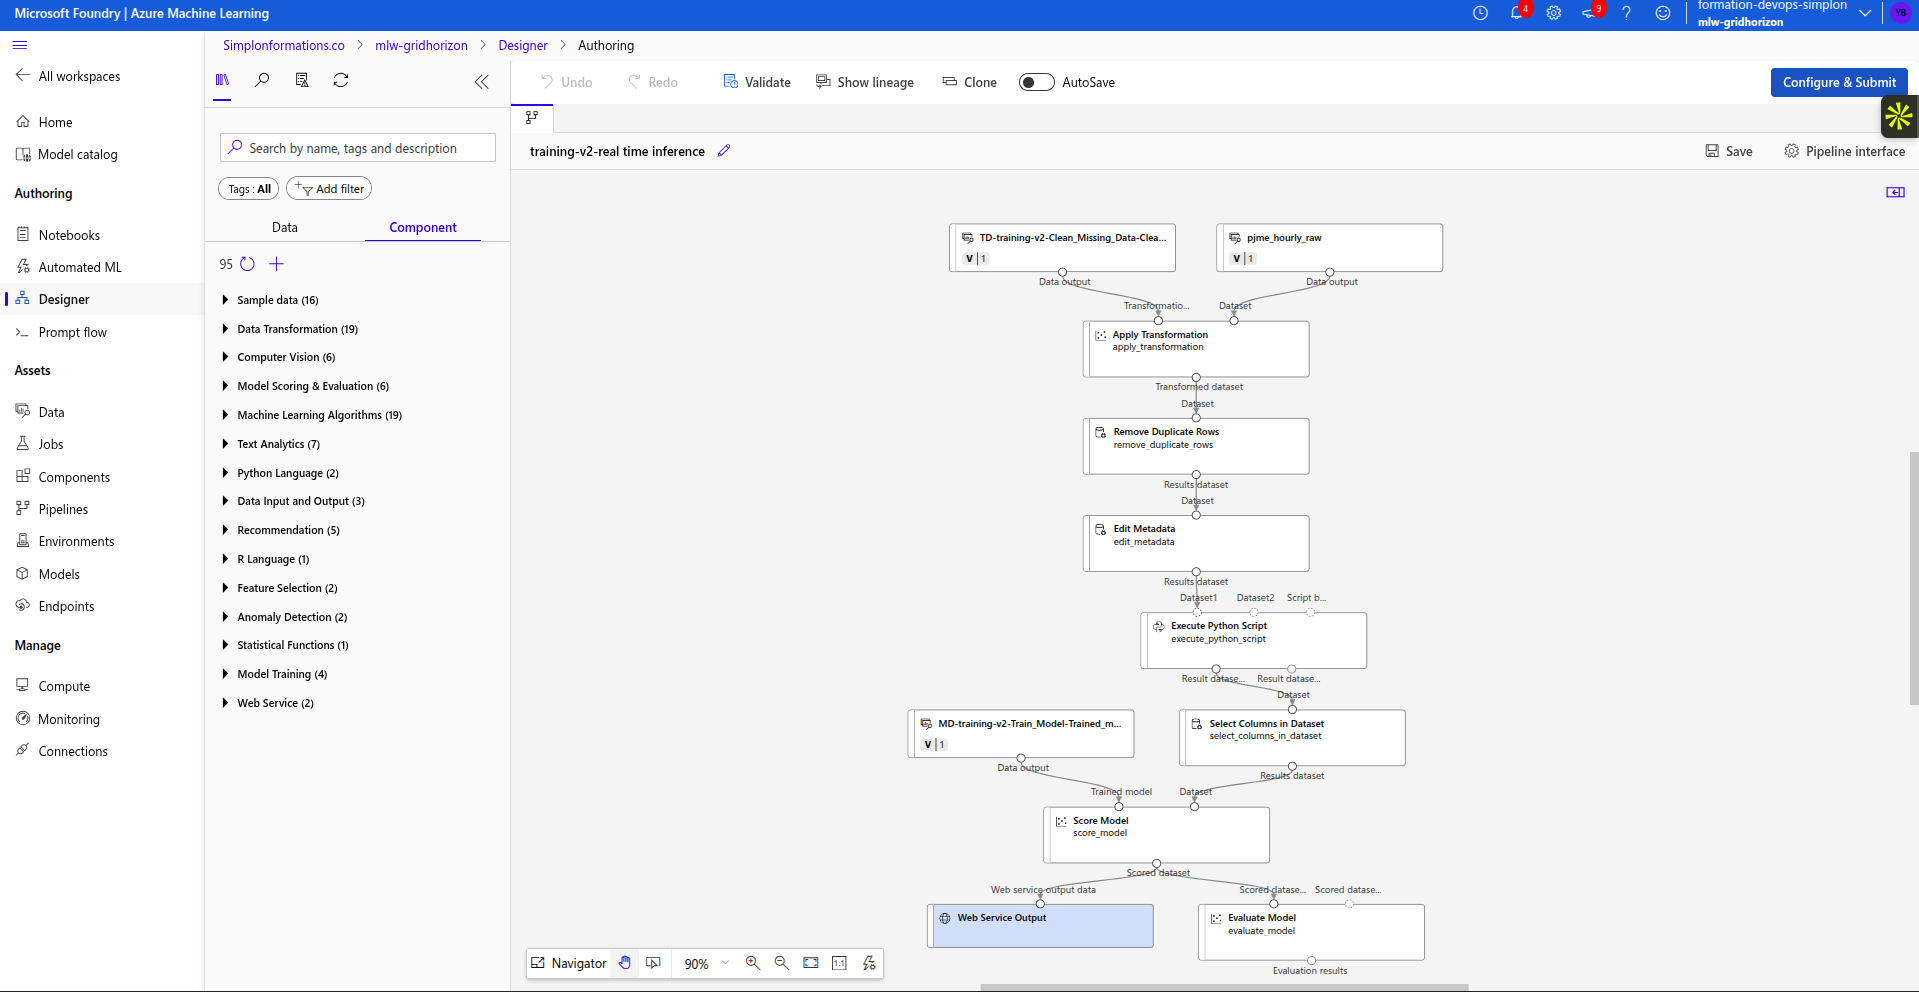 Microsoft Foundry | Azure Machine Learning
4
9
formation-devops-simplon
mlw-gridhorizon
YB
Simplonformations.co > mlw-gridhorizon > Designer > Authoring
All workspaces
Home
Model catalog
Authoring
Notebooks
Automated ML
Designer
Prompt flow
Assets
Data
Jobs
Components
Pipelines
Environments
Models
Endpoints
Manage
Compute
Monitoring
Connections
Search by name, tags and description
Tags : All
Add filter
Data
Component
95
Sample data (16)
Data Transformation (19)
Computer Vision (6)
Model Scoring & Evaluation (6)
Machine Learning Algorithms (19)
Text Analytics (7)
Python Language (2)
Data Input and Output (3)
Recommendation (5)
R Language (1)
Feature Selection (2)
Anomaly Detection (2)
Statistical Functions (1)
Model Training (4)
Web Service (2)
Undo
Redo
Validate
Show lineage
Clone
AutoSave
Configure & Submit
training-v2-real time inference
Save
Pipeline interface
TD-training-v2-Clean_Missing_Data-Clea...
V | 1
pjme_hourly_raw
V | 1
Data output
Data output
Transformatio...
Dataset
Apply Transformation
apply_transformation
Transformed dataset
Dataset
Remove Duplicate Rows
remove_duplicate_rows
Results dataset
Dataset
Edit Metadata
edit_metadata
Results dataset
Dataset1
Dataset2
Script b...
Execute Python Script
execute_python_script
Result datase...
Result datase...
Dataset
MD-training-v2-Train_Model-Trained_m...
V | 1
Select Columns in Dataset
select_columns_in_dataset
Data output
Results dataset
Trained model
Dataset
Score Model
score_model
Scored dataset
Web service output data
Scored datase...
Scored datase...
Web Service Output
Evaluate Model
evaluate_model
Evaluation results
Navigator
90%
1:1